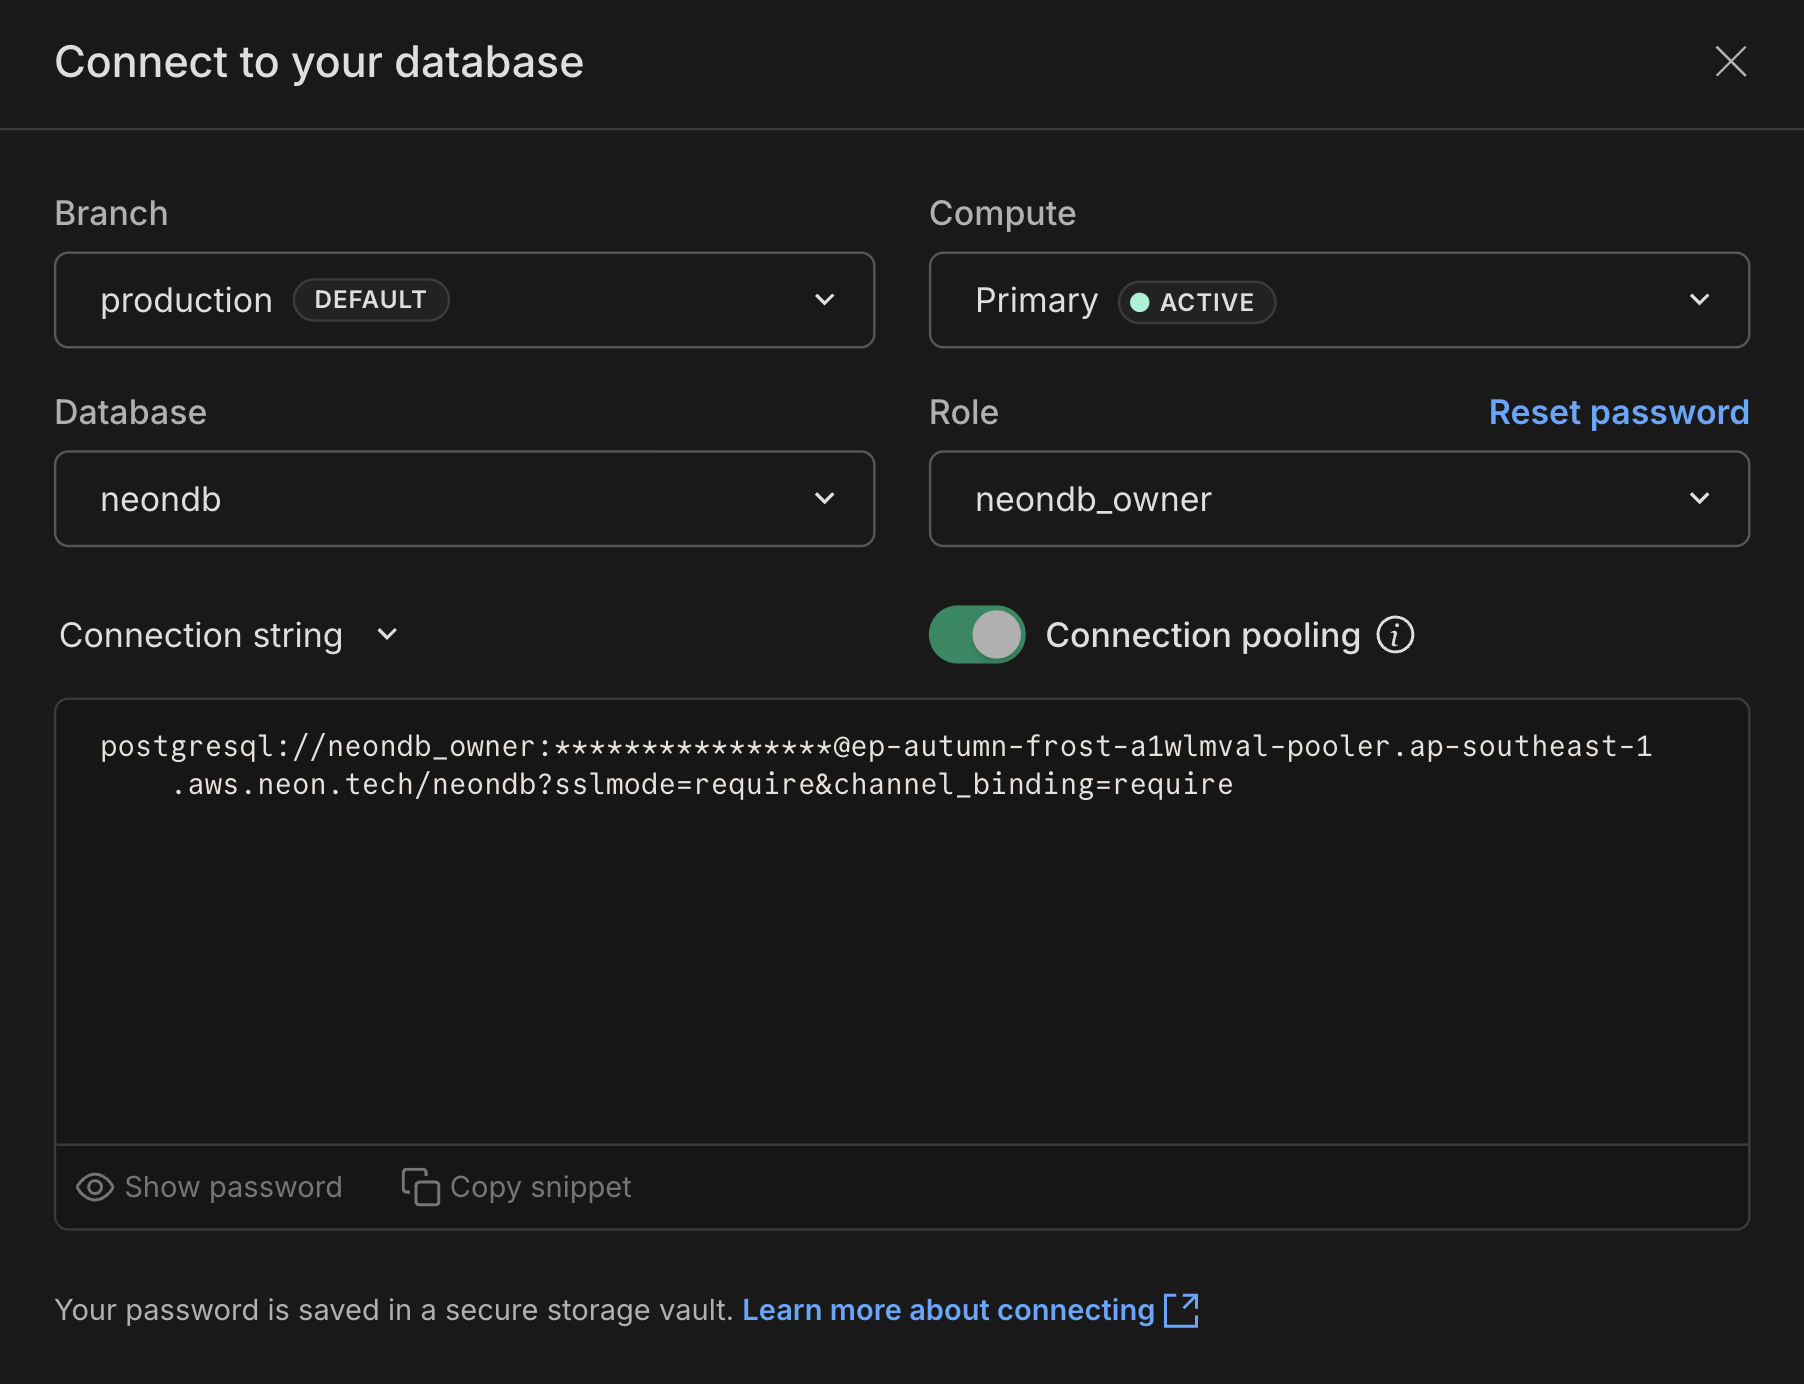 Connect to your database
Branch
Compute
production DEFAULT
Primary ACTIVE
Database
Role
Reset password
neondb
neondb_owner
Connection string
Connection pooling
postgresql://neondb_owner:****************@ep-autumn-frost-a1wlmval-pooler.ap-southeast-1
.aws.neon.tech/neondb?sslmode=require&channel_binding=require
Show password
Copy snippet
Your password is saved in a secure storage vault. Learn more about connecting